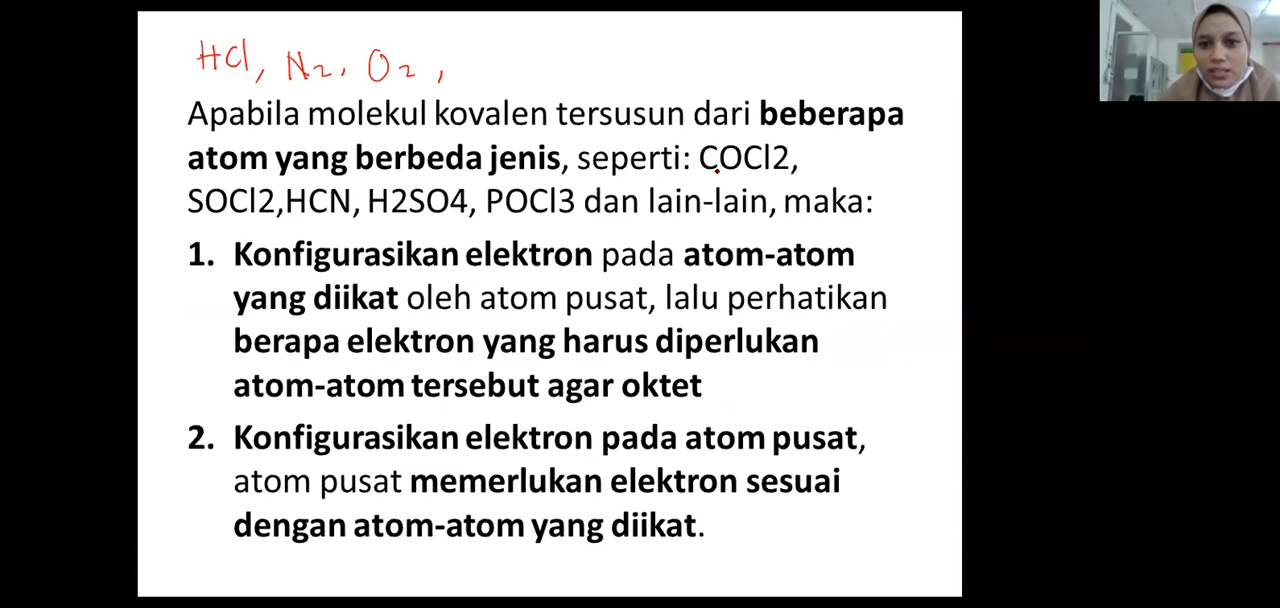 HCl, N2, O2,
Apabila molekul kovalen tersusun dari beberapa
atom yang berbeda jenis, seperti: COCl2,
SOCl2,HCN, H2SO4, POCl3 dan lain-lain, maka:
1. Konfigurasikan elektron pada atom-atom
yang diikat oleh atom pusat, lalu perhatikan
berapa elektron yang harus diperlukan
atom-atom tersebut agar oktet
2. Konfigurasikan elektron pada atom pusat,
atom pusat memerlukan elektron sesuai
dengan atom-atom yang diikat.